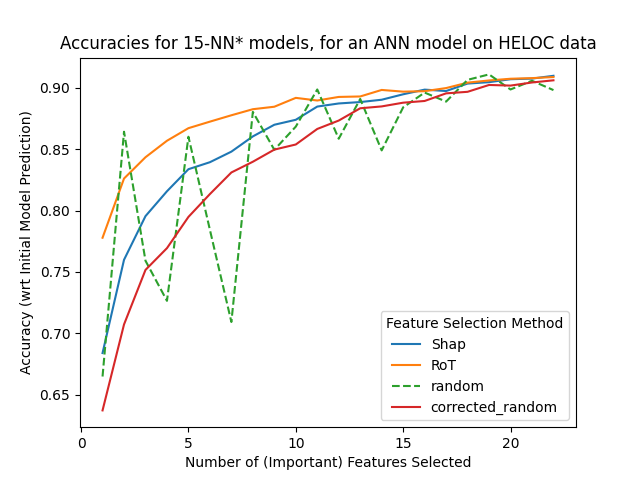 Accuracies for 15-NN* models, for an ANN model on HELOC data
Accuracy (wrt Initial Model Prediction)
0.90
0.85
0.80
0.75
0.70
0.65
Feature Selection Method
Shap
RoT
random
corrected_random
0 5 10 15 20
Number of (Important) Features Selected